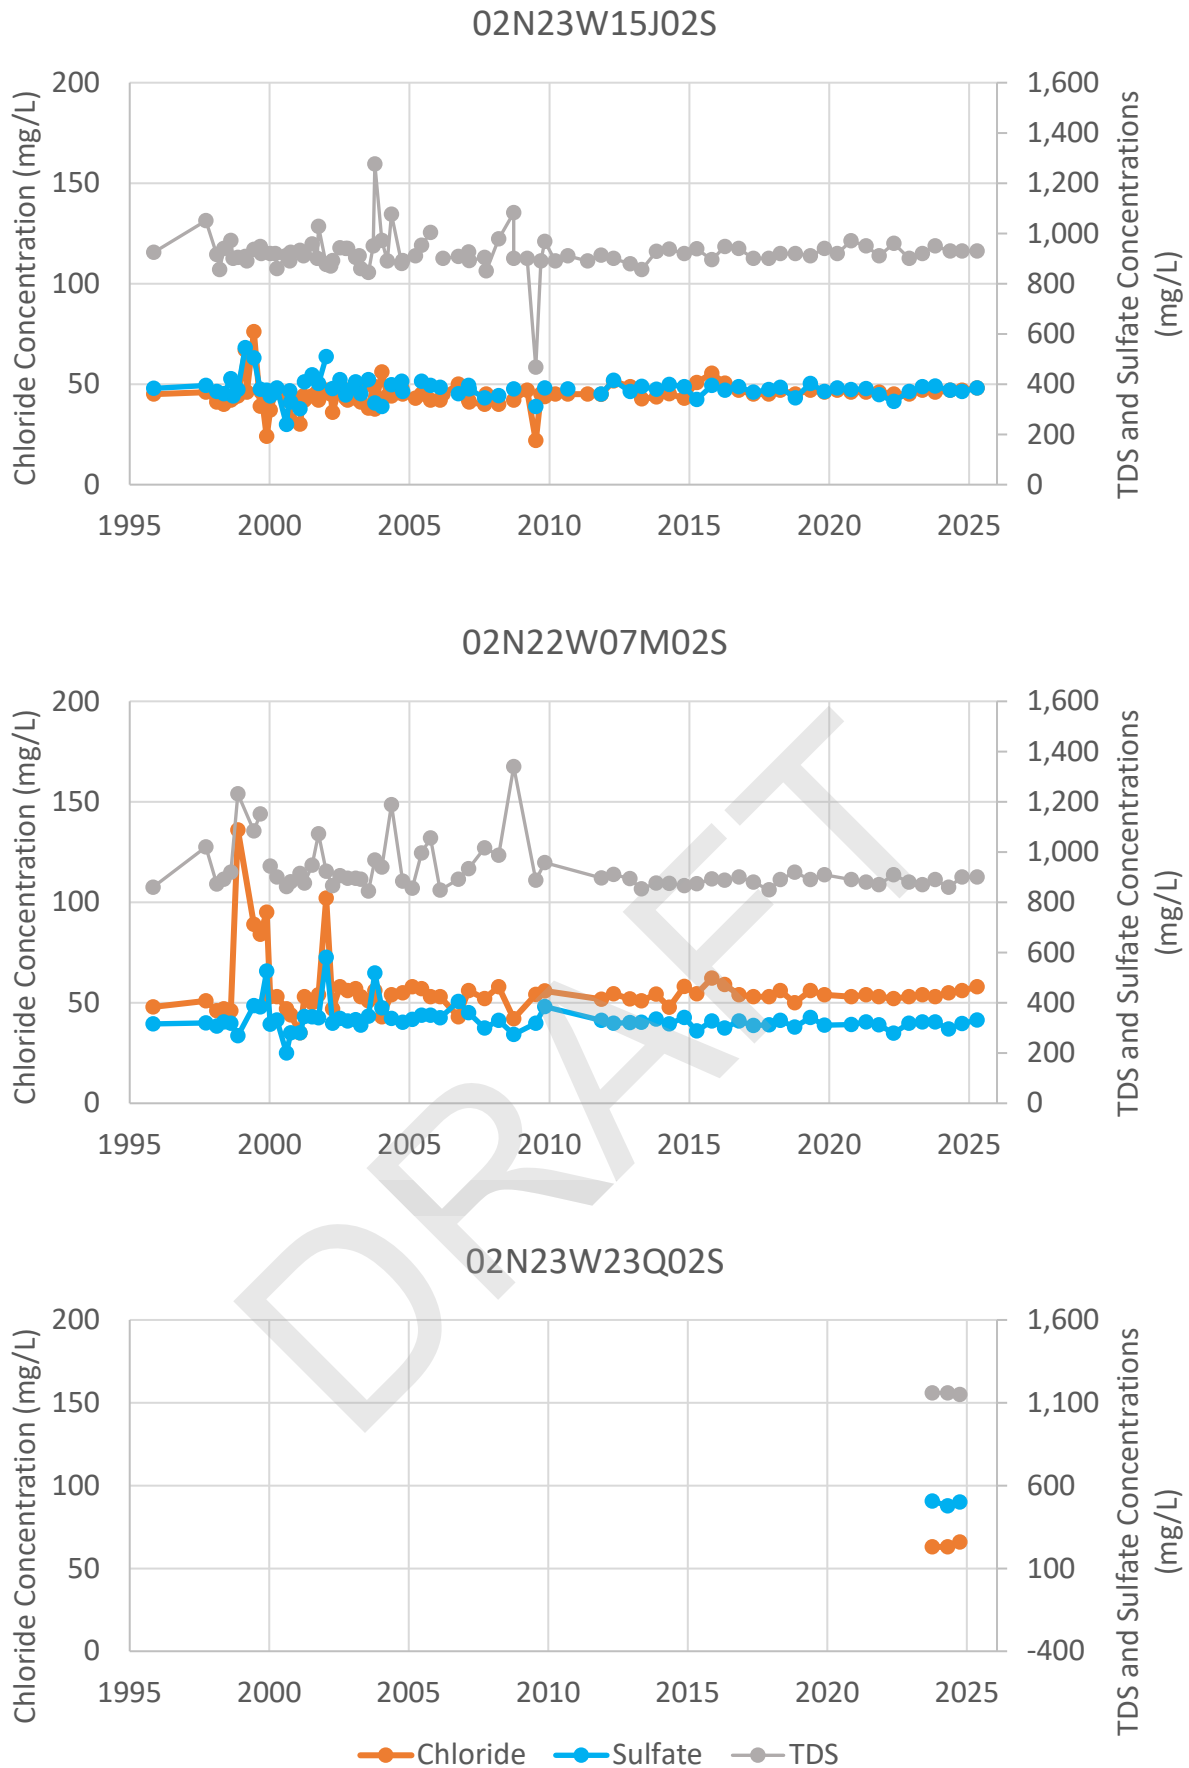 02N23W15J02S
Chloride Concentration (mg/L)
200
150
100
50
0
1,600
1,400
1,200
1,000
800
600
400
200
0
TDS and Sulfate Concentrations
(mg/L)
1995 2000 2005 2010 2015 2020 2025
02N22W07M02S
Chloride Concentration (mg/L)
200
150
100
50
0
1,600
1,400
1,200
1,000
800
600
400
200
0
TDS and Sulfate Concentrations
(mg/L)
1995 2000 2005 2010 2015 2020 2025
DRAFT
02N23W23Q02S
Chloride Concentration (mg/L)
200
150
100
50
0
1,600
1,100
600
100
-400
TDS and Sulfate Concentrations
(mg/L)
1995 2000 2005 2010 2015 2020 2025
Chloride Sulfate TDS